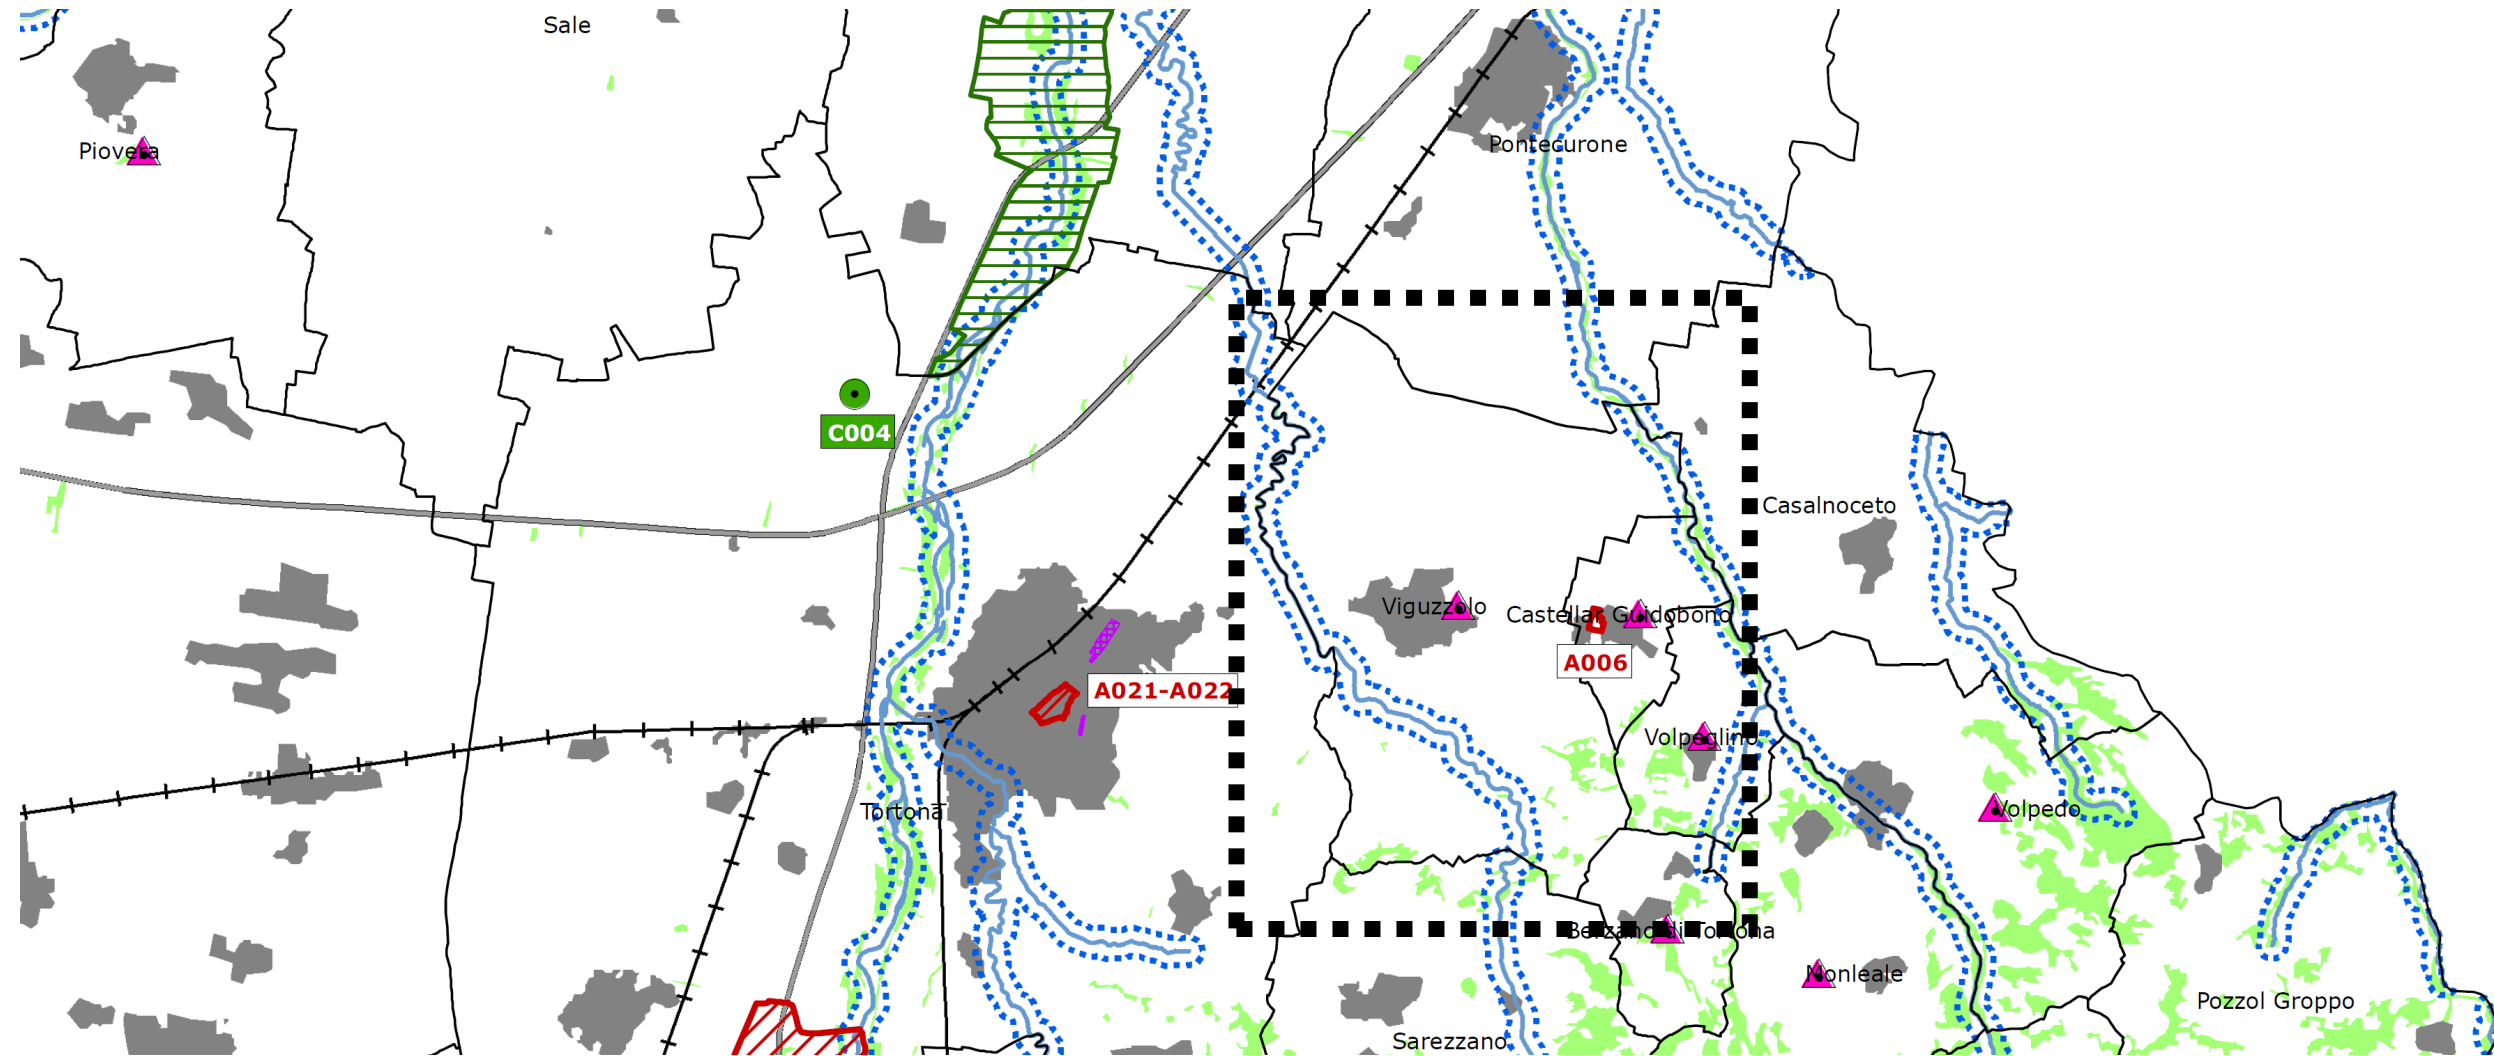 Sale
Pontecurone
Piovera
C004
Casalnoceto
Viguzzolo
Castellar Guidobono
A006
A021-A022
Volpeglino
Tortona
Volpedo
Berzano di Tortona
Monleale
Pozzol Groppo
Sarezzano